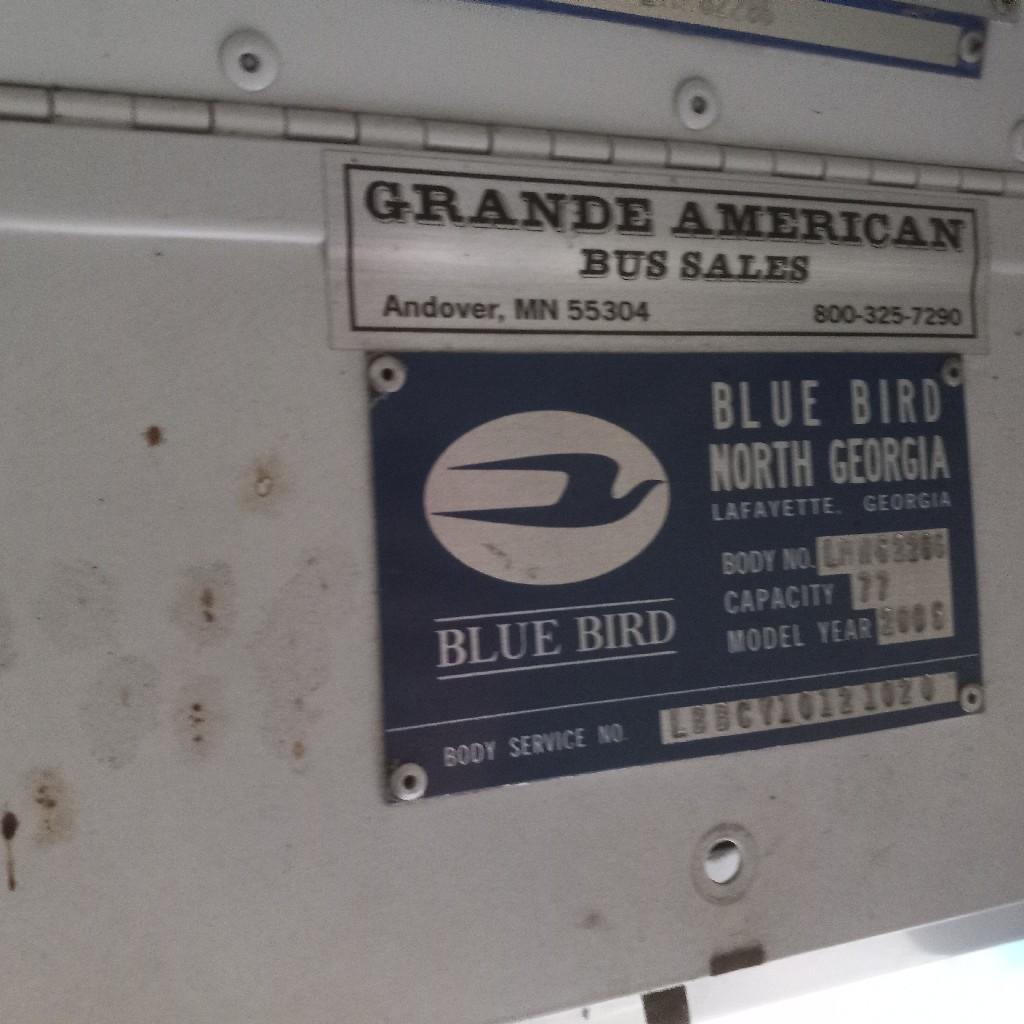 GRANDE AMERICAN
BUS SALES
Andover, MN 55304 800-325-7290
BLUE BIRD
NORTH GEORGIA
LAFAYETTE, GEORGIA
BODY NO.
CAPACITY 77
MODEL YEAR 2006
BLUE BIRD
BODY SERVICE NO.